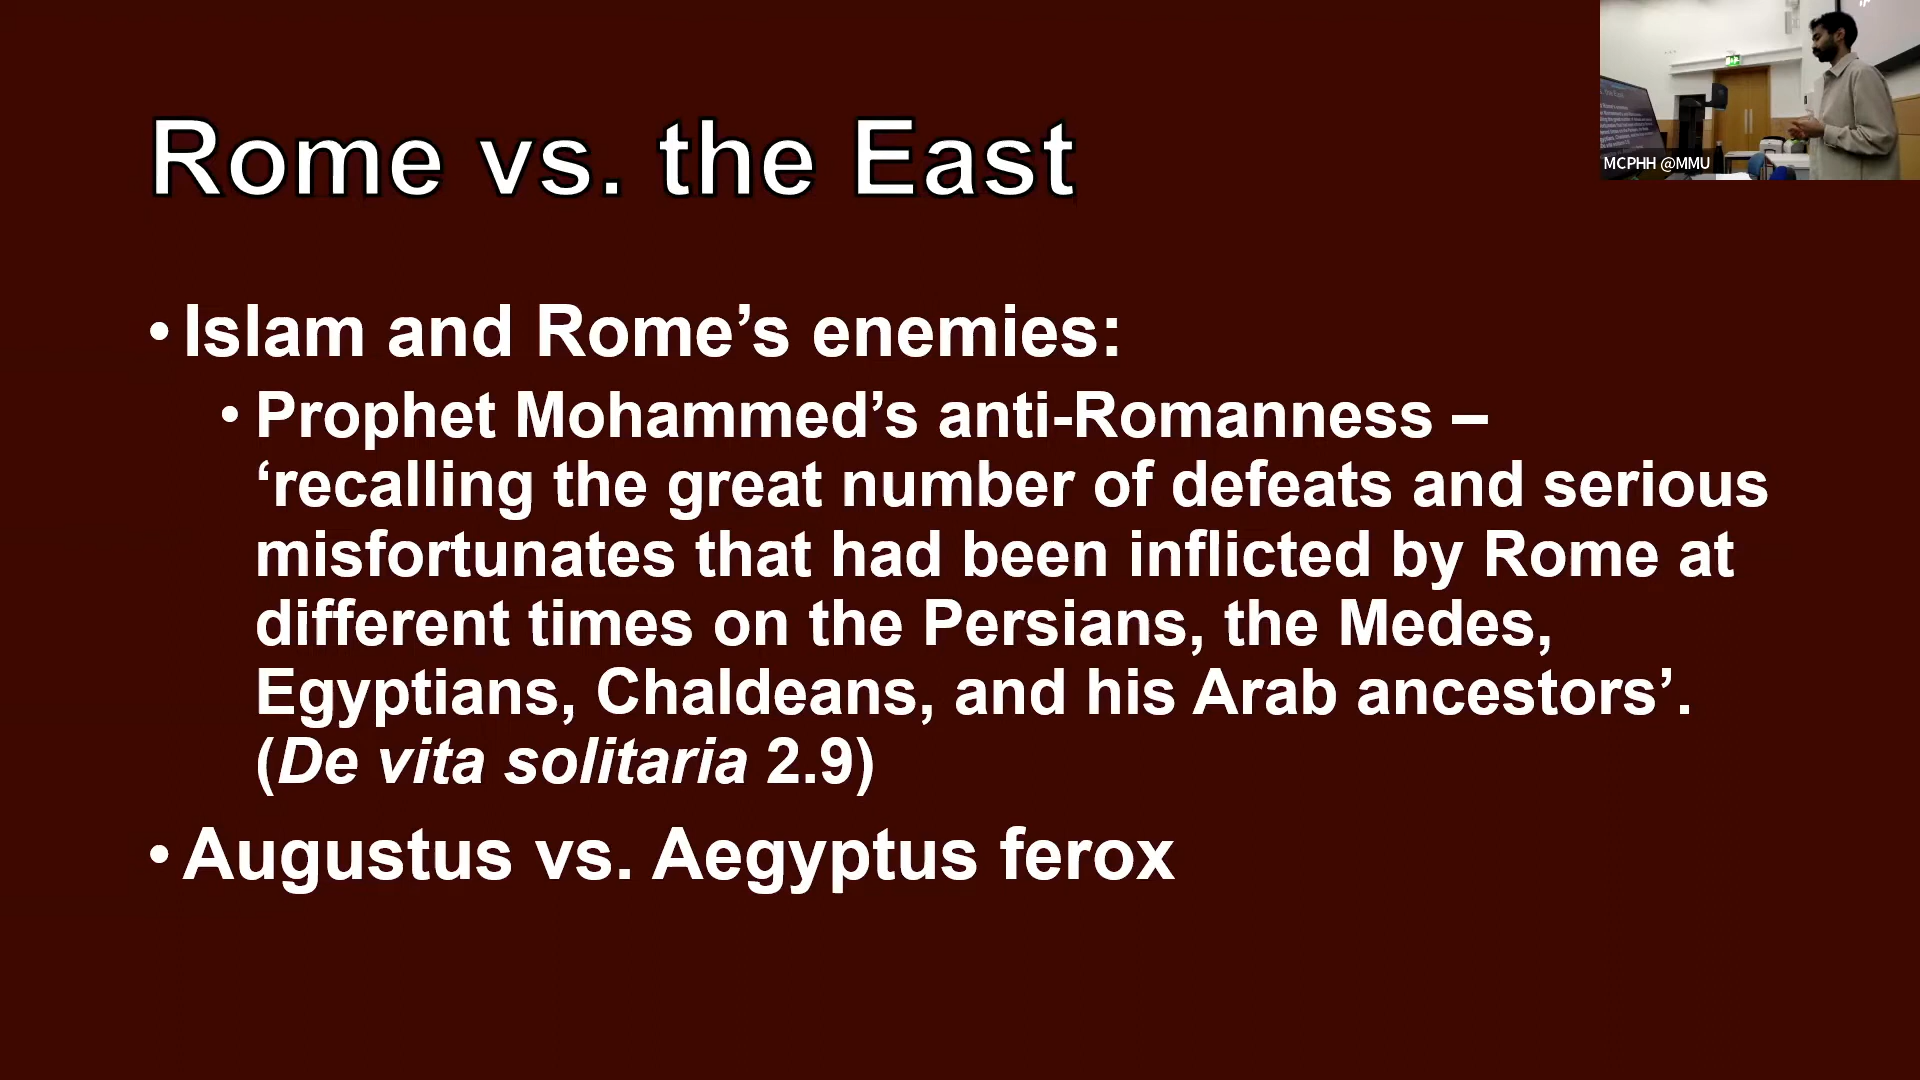 Rome vs. the East
MCPHH @MMU
•Islam and Rome’s enemies:
•Prophet Mohammed’s anti-Romanness –
‘recalling the great number of defeats and serious
misfortunates that had been inflicted by Rome at
different times on the Persians, the Medes,
Egyptians, Chaldeans, and his Arab ancestors’.
(De vita solitaria 2.9)
•Augustus vs. Aegyptus ferox